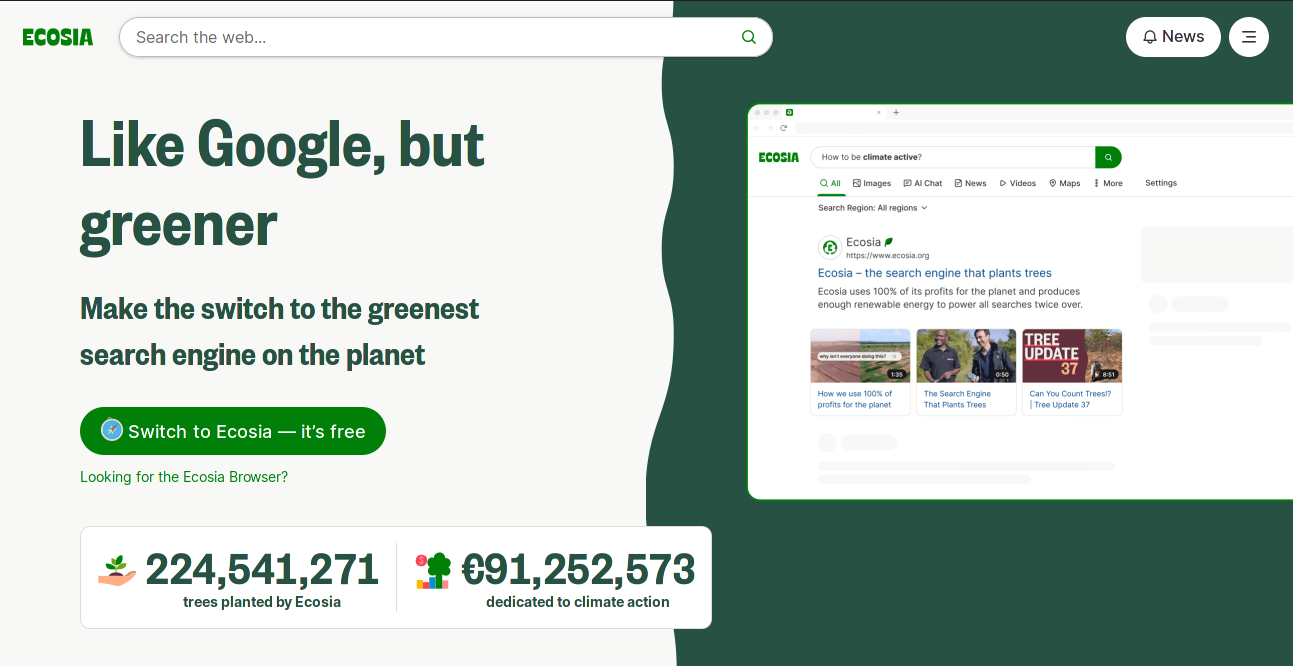 ECOSIA
Search the web...
News
Like Google, but
greener
Make the switch to the greenest
search engine on the planet
Switch to Ecosia — it’s free
Looking for the Ecosia Browser?
224,541,271
trees planted by Ecosia
€91,252,573
dedicated to climate action
ECOSIA
How to be climate active?
All
Images
AI Chat
News
Videos
Maps
More
Settings
Search Region: All regions
Ecosia
https://www.ecosia.org
Ecosia – the search engine that plants trees
Ecosia uses 100% of its profits for the planet and produces
enough renewable energy to power all searches twice over.
why isn't everyone doing this?
1:35
How we use 100% of
profits for the planet
0:50
The Search Engine
That Plants Trees
TREE
UPDATE
37
8:51
Can You Count Trees!?
| Tree Update 37